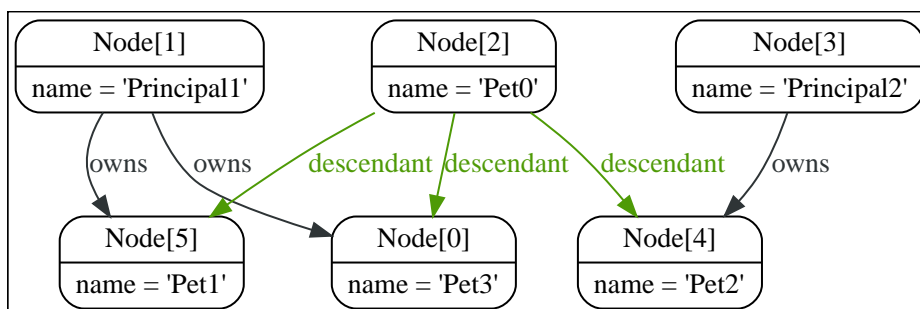 Node[1]
name = 'Principal1'
Node[2]
name = 'Pet0'
Node[3]
name = 'Principal2'
owns
owns
descendant
descendant
descendant
owns
Node[5]
name = 'Pet1'
Node[0]
name = 'Pet3'
Node[4]
name = 'Pet2'